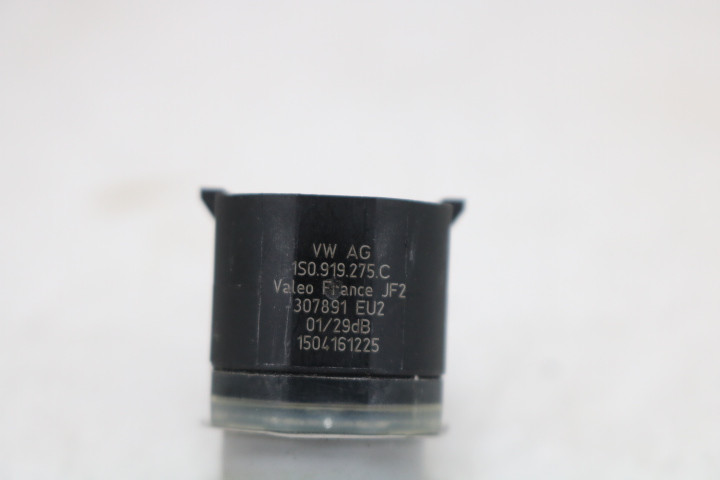 VW AG
1S0.919.275.C
Valeo France JF2
307891 EU2
01/29dB
1504161225